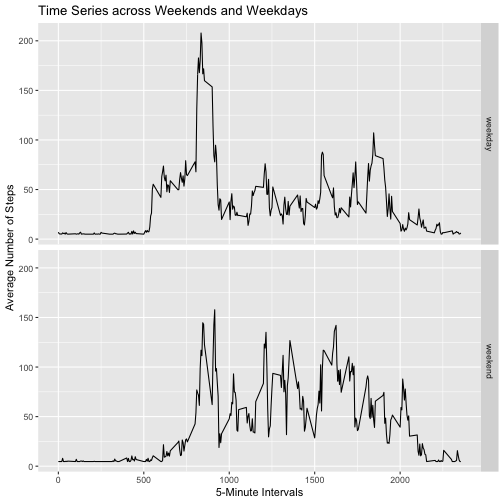 Time Series across Weekends and Weekdays
200
150
100
50
0
weekday
Average Number of Steps
200
150
100
50
0
weekend
0 500 1000 1500 2000
5-Minute Intervals